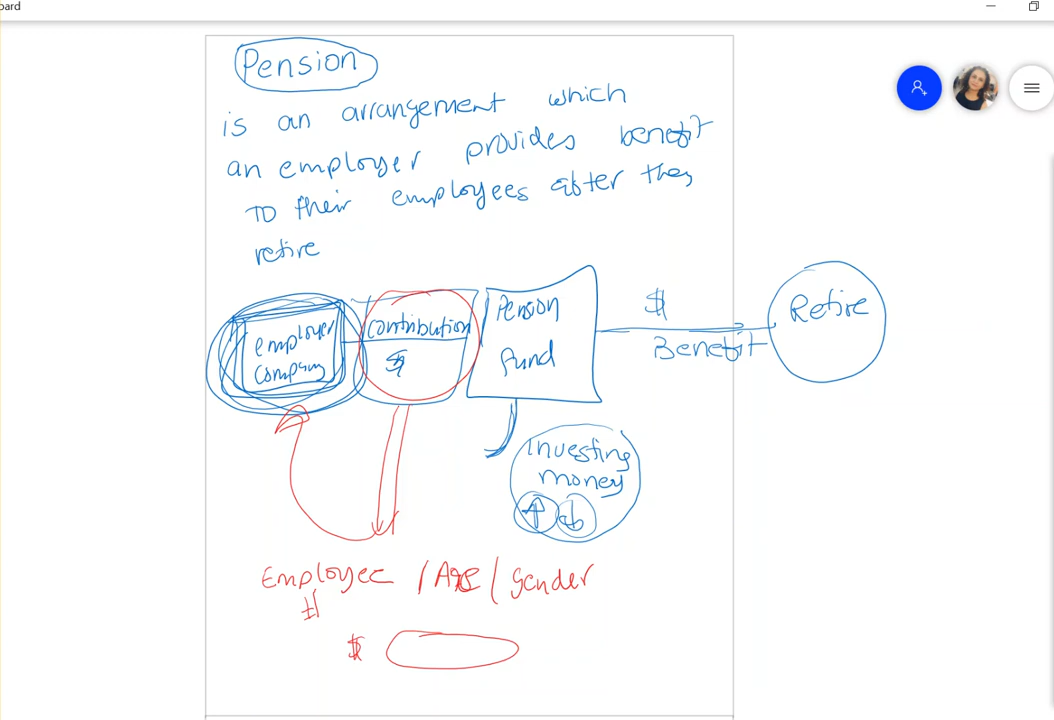 oard
Pension
is an arrangement which
an employer provides benefit
To their employees after they
retire
employer
company
contribution
$
Pension
fund
$
Benefit
Retire
Investing
money
Employee / Age / Gender
#
$